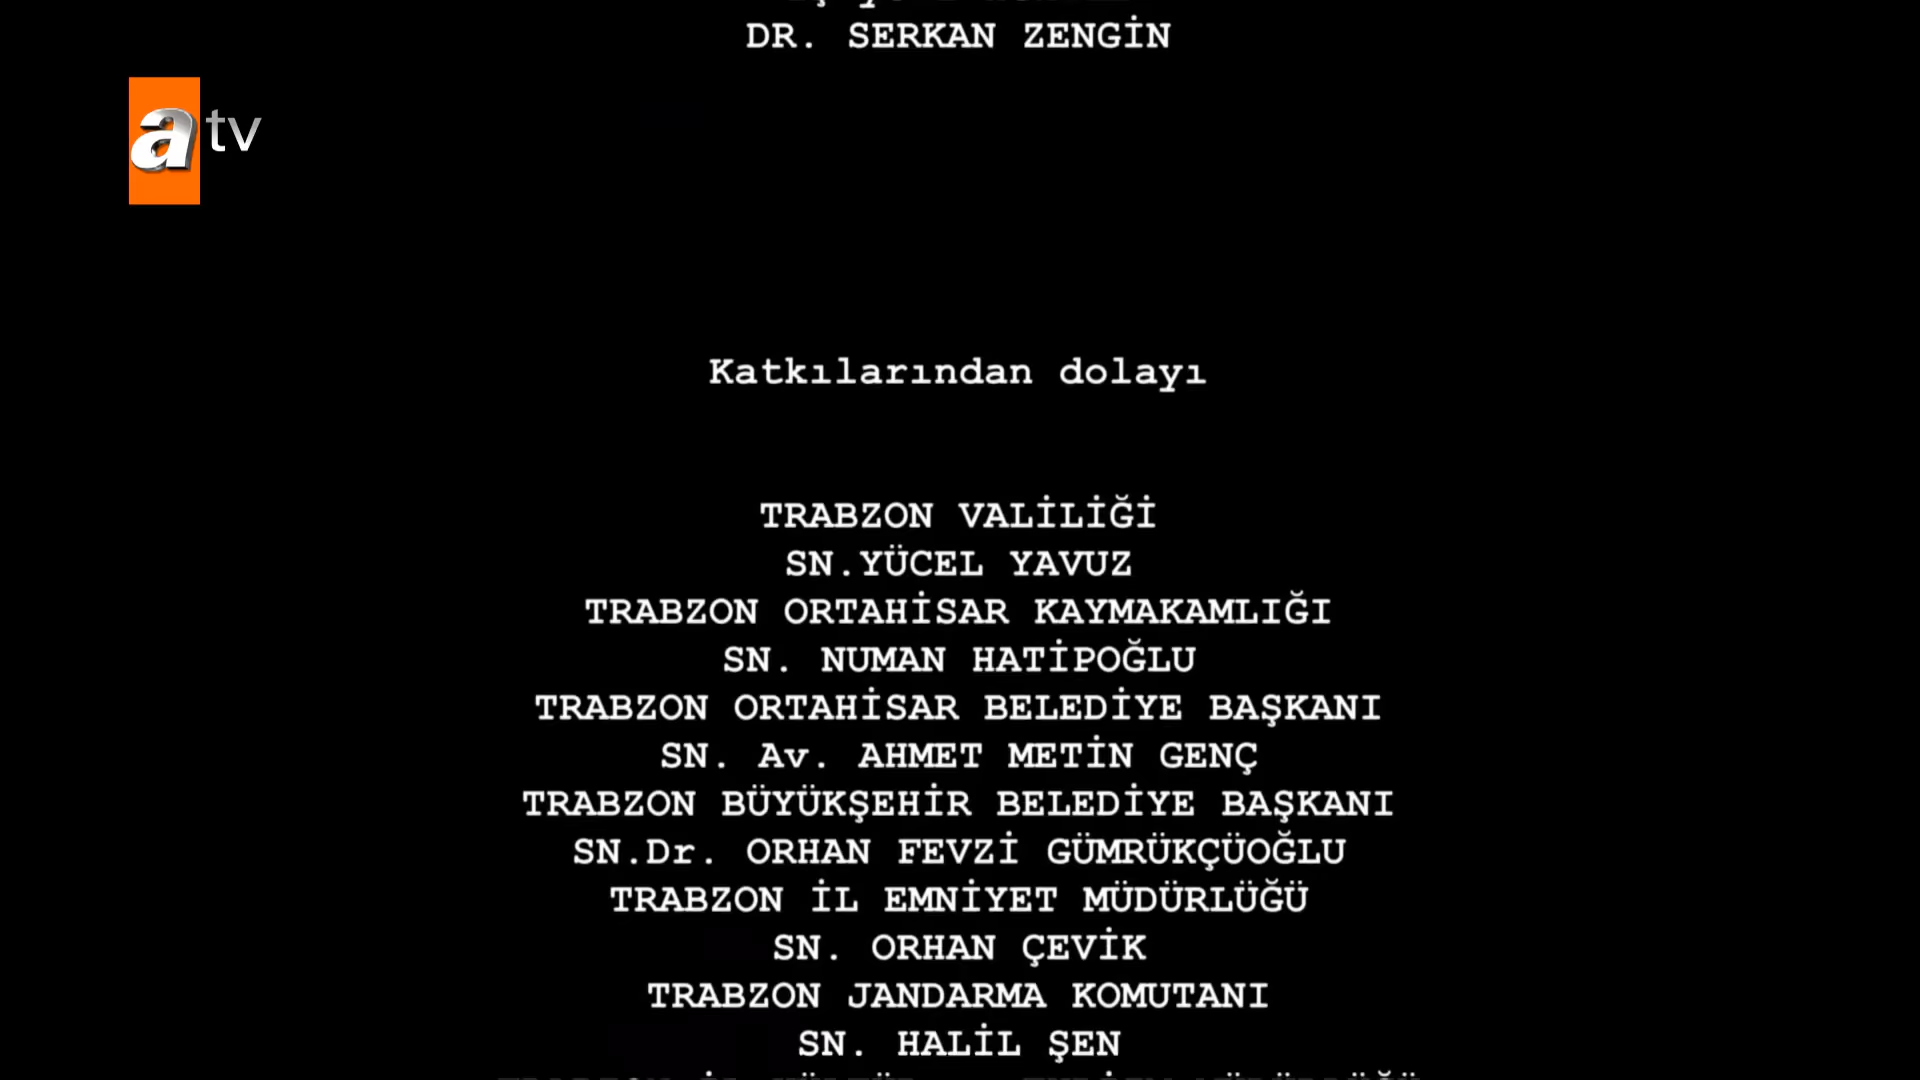 DR. SERKAN ZENGİN
atv
Katkılarından dolayı
TRABZON VALİLİĞİ
SN.YÜCEL YAVUZ
TRABZON ORTAHİSAR KAYMAKAMLIĞI
SN. NUMAN HATİPOĞLU
TRABZON ORTAHİSAR BELEDİYE BAŞKANI
SN. Av. AHMET METİN GENÇ
TRABZON BÜYÜKŞEHİR BELEDİYE BAŞKANI
SN.Dr. ORHAN FEVZİ GÜMRÜKÇÜOĞLU
TRABZON İL EMNİYET MÜDÜRLÜĞÜ
SN. ORHAN ÇEVİK
TRABZON JANDARMA KOMUTANI
SN. HALİL ŞEN